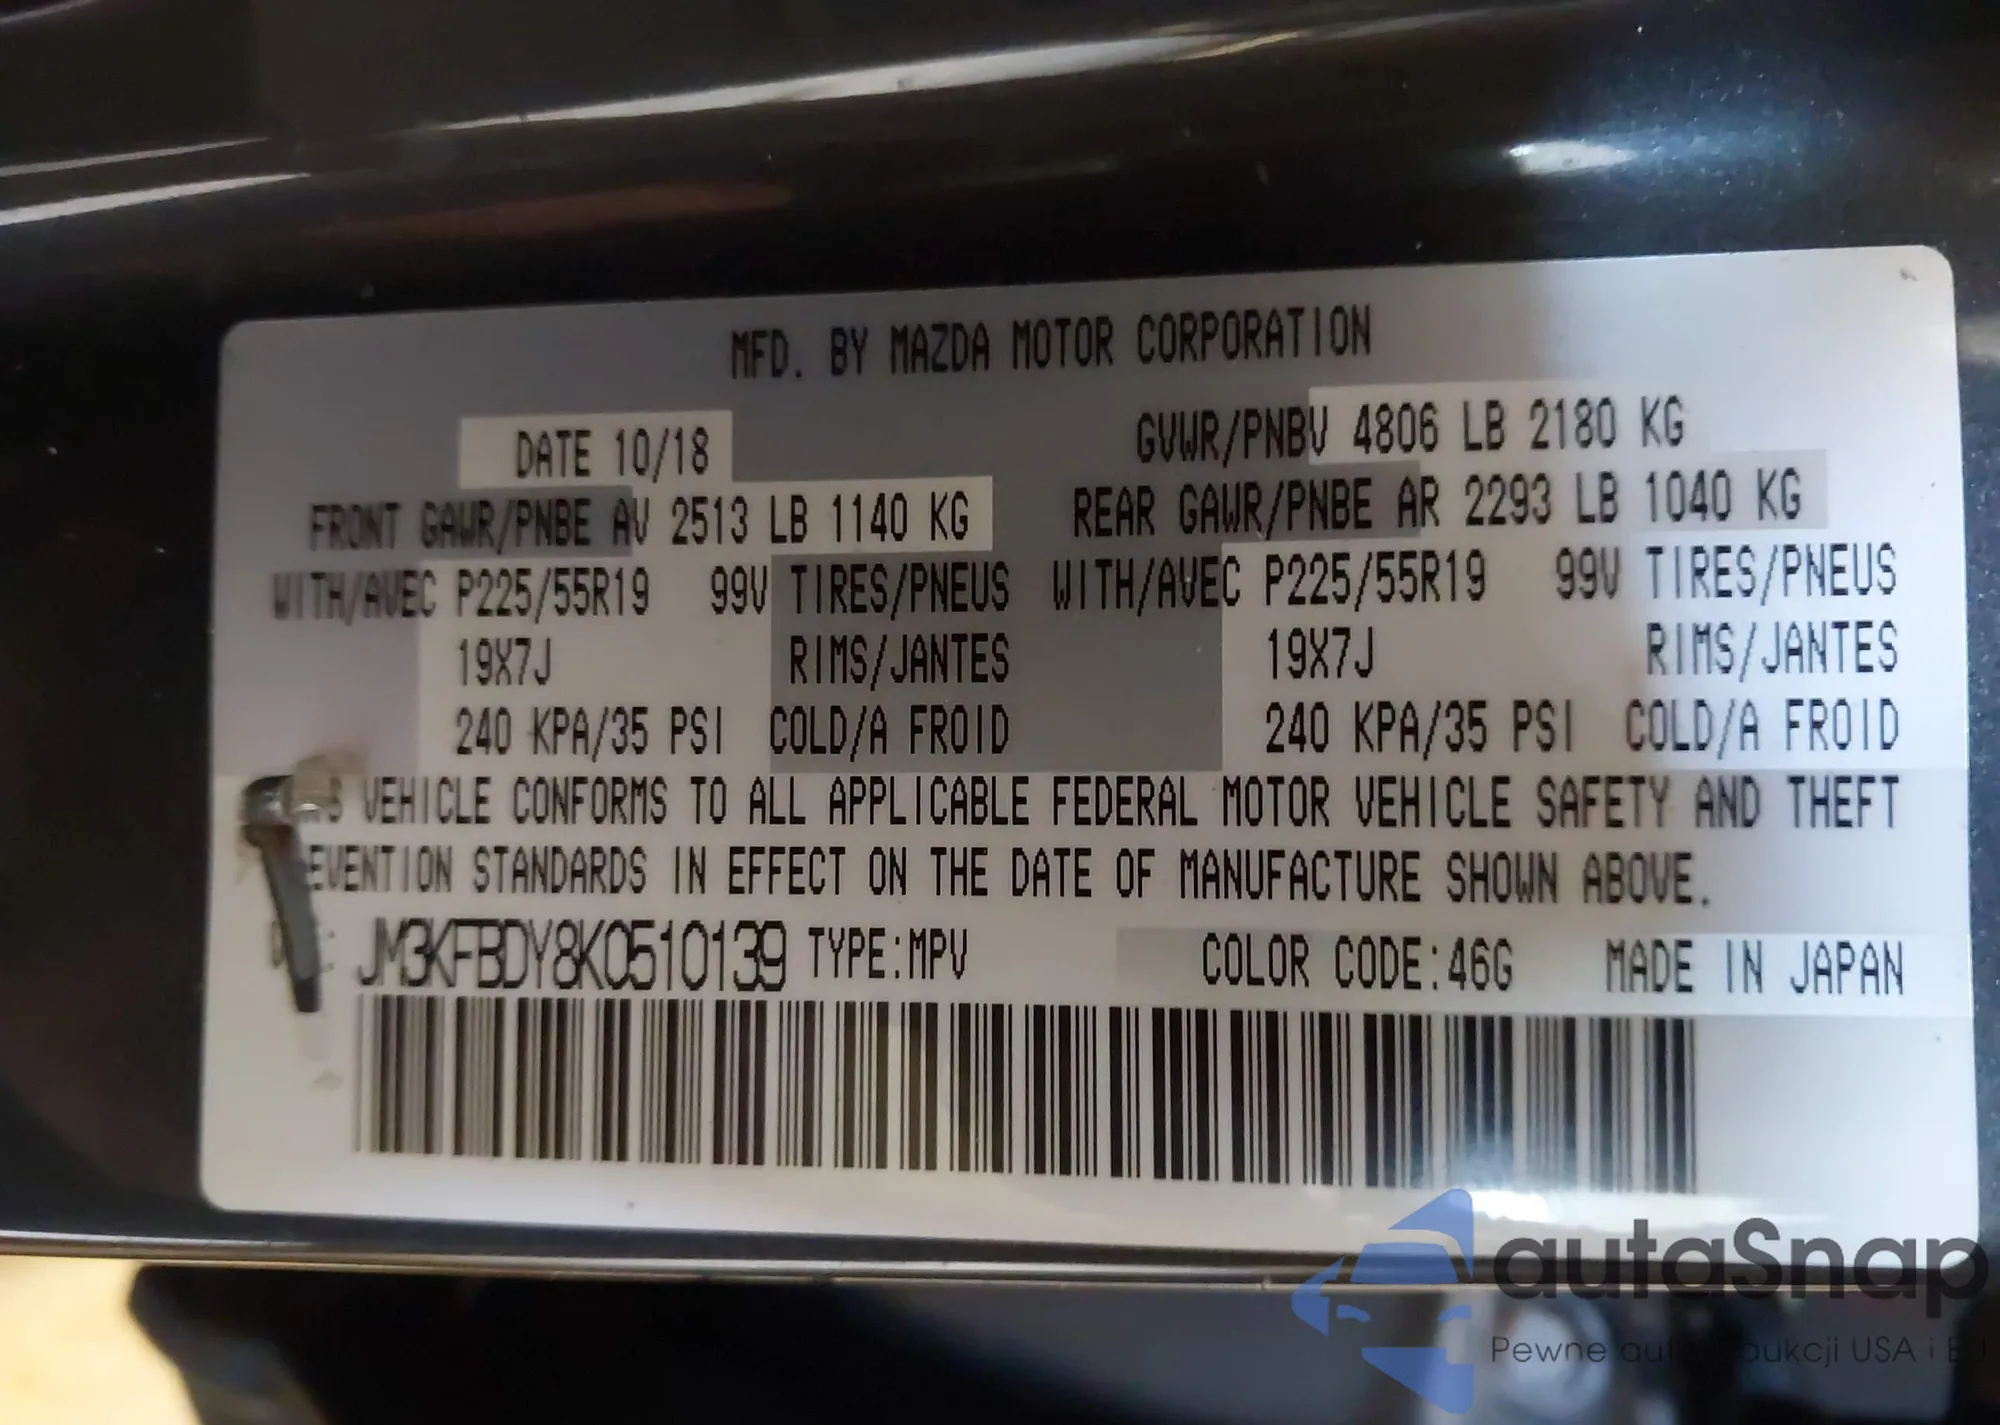 MFD. BY MAZDA MOTOR CORPORATION
DATE 10/18 GVWR/PNBV 4806 LB 2180 KG
FRONT GAWR/PNBE AV 2513 LB 1140 KG REAR GAWR/PNBE AR 2293 LB 1040 KG
WITH/AVEC P225/55R19 99V TIRES/PNEUS WITH/AVEC P225/55R19 99V TIRES/PNEUS
19X7J RIMS/JANTES 19X7J RIMS/JANTES
240 KPA/35 PSI COLD/A FROID 240 KPA/35 PSI COLD/A FROID
VEHICLE CONFORMS TO ALL APPLICABLE FEDERAL MOTOR VEHICLE SAFETY AND THEFT
EVENTION STANDARDS IN EFFECT ON THE DATE OF MANUFACTURE SHOWN ABOVE.
JM3KFBDY8K0510139 TYPE:MPV COLOR CODE:46G MADE IN JAPAN
autaSnap
Pewne aut USA i